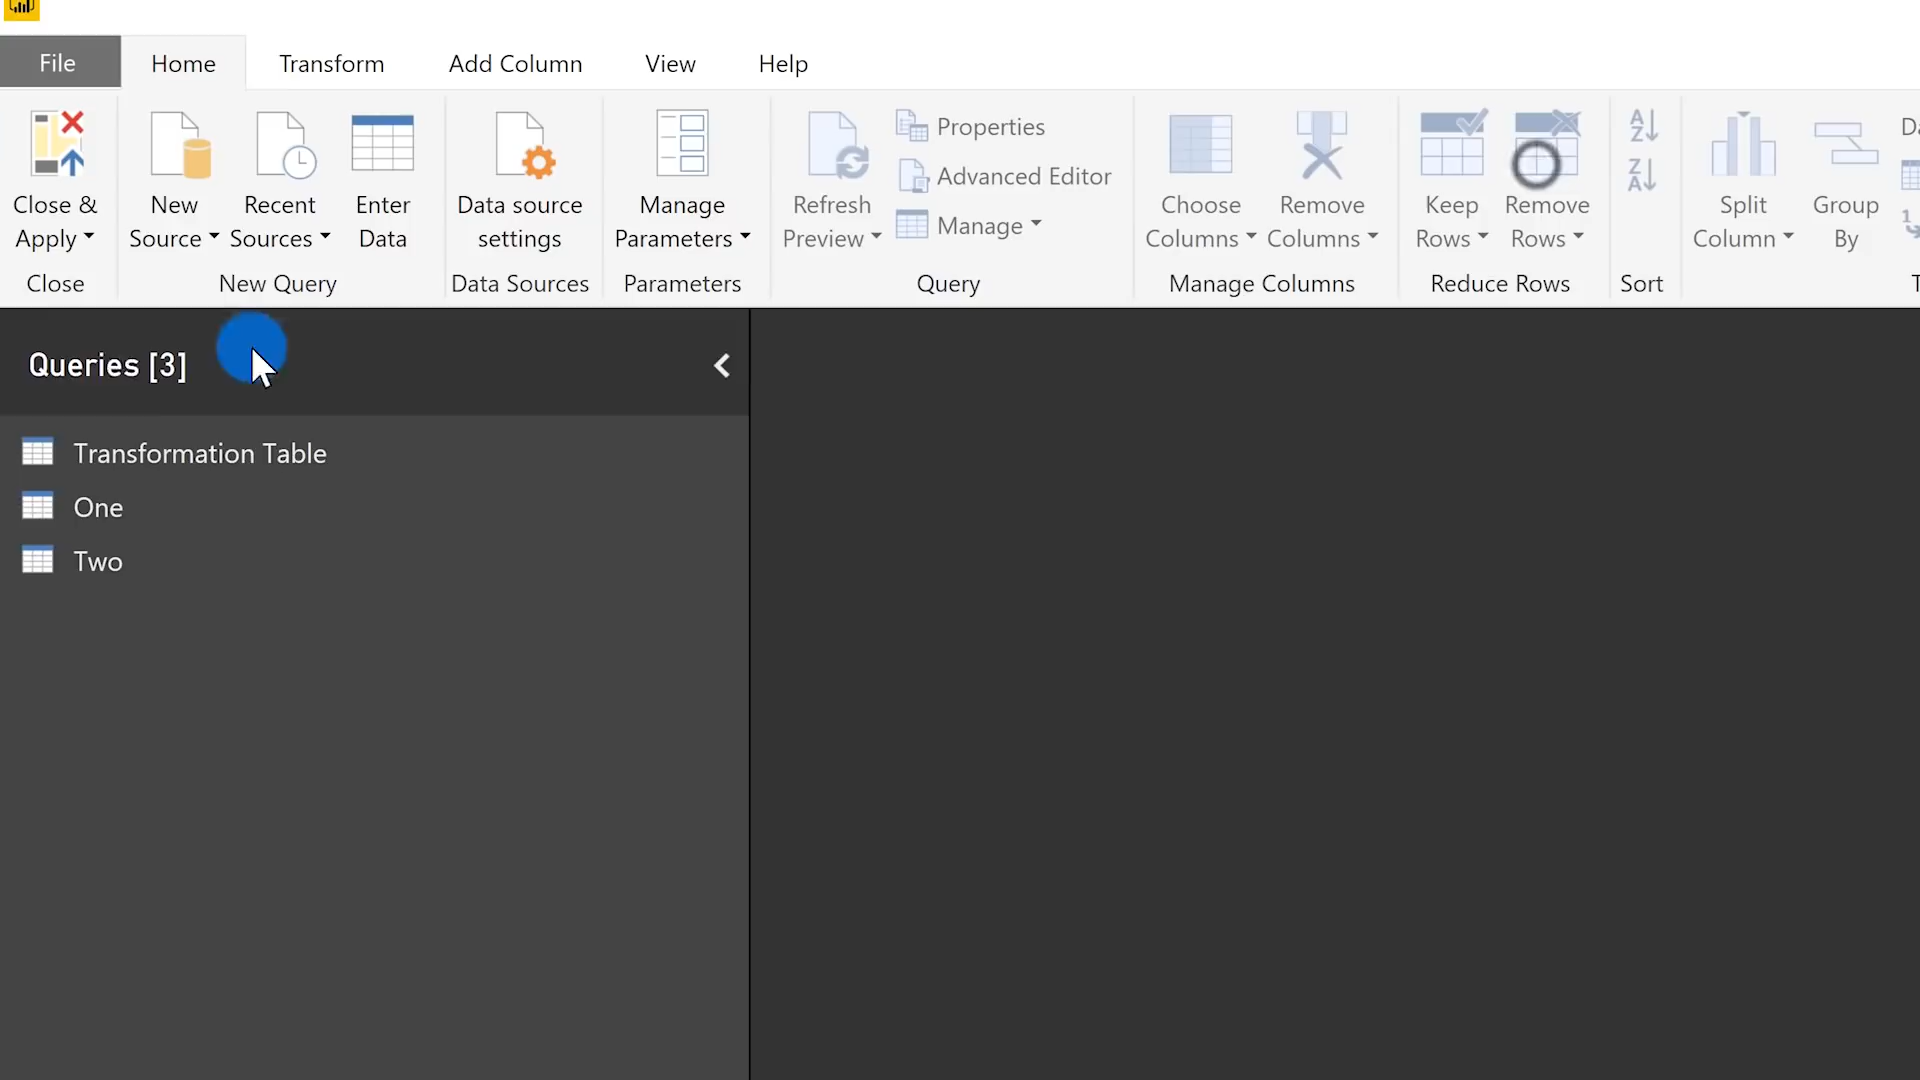 File Home Transform Add Column View Help
Close &
Apply
New
Source
Recent
Sources
Enter
Data
Data source
settings
Manage
Parameters
Refresh
Preview
Properties
Advanced Editor
Manage
Choose
Columns
Remove
Columns
Keep
Rows
Remove
Rows
A
Z
Z
A
Split
Column
Group
By
Da
1
Close
New Query
Data Sources
Parameters
Query
Manage Columns
Reduce Rows
Sort
T
Queries [3]
Transformation Table
One
Two